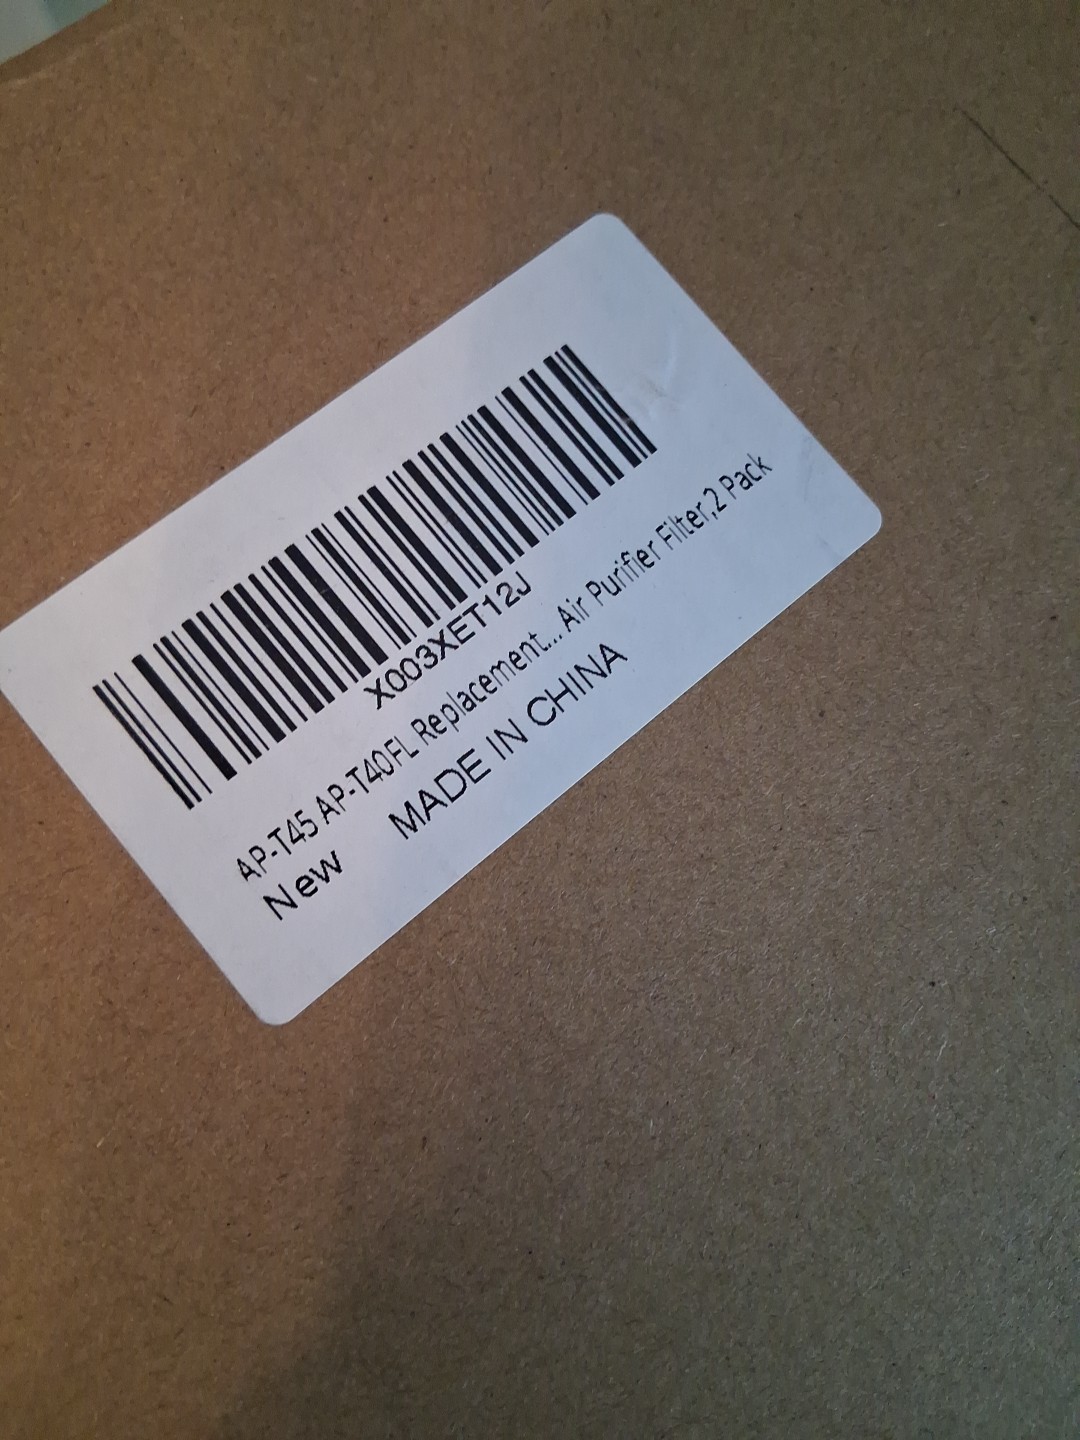 X003XET12J
AP-T45 AP-T40FL Replacement... Air Purifier Filter,2 Pack
New MADE IN CHINA